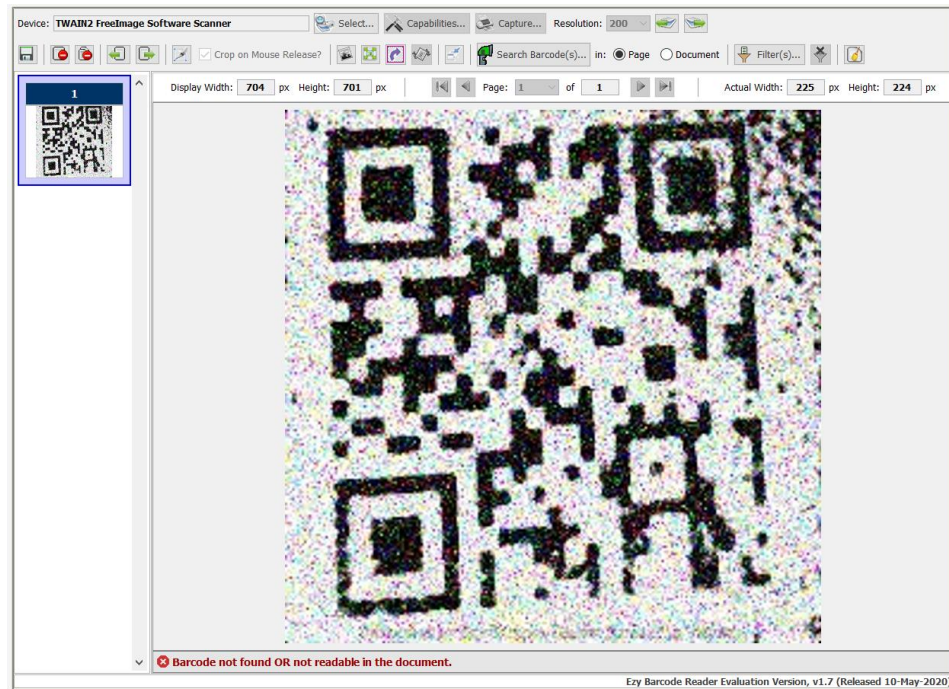 Device: TWAIN2 FreeImage Software Scanner Select... Capabilities... Capture... Resolution: 200
Crop on Mouse Release? Search Barcode(s)... in: Page Document Filter(s)...
1
Display Width: 704 px Height: 701 px Page: 1 of 1 Actual Width: 225 px Height: 224 px
Barcode not found OR not readable in the document.
Ezy Barcode Reader Evaluation Version, v1.7 (Released 10-May-2020)